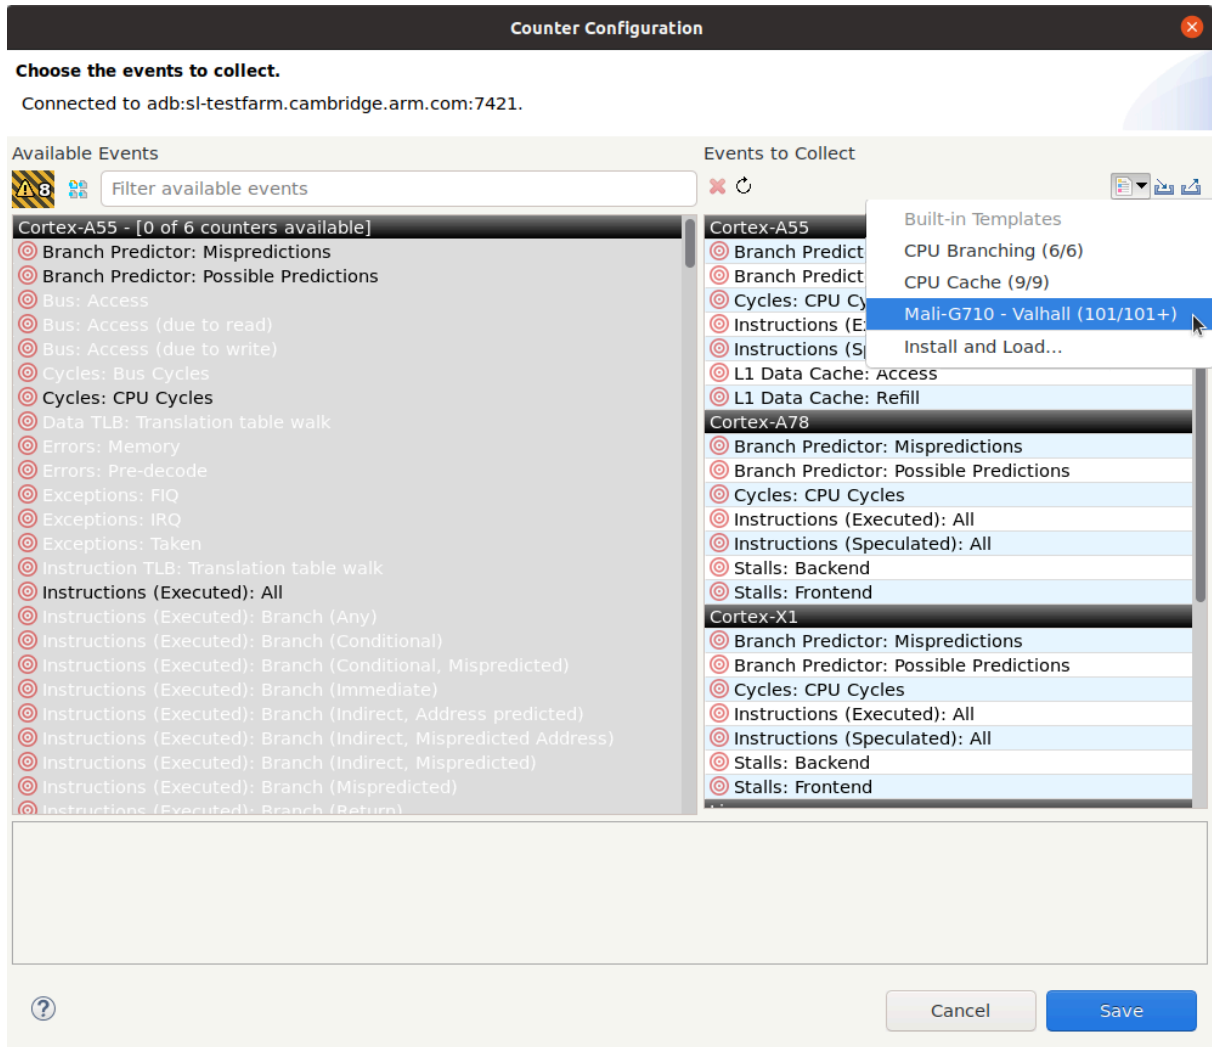 Counter Configuration
Choose the events to collect.
Connected to adb:sl-testfarm.cambridge.arm.com:7421.
Available Events
8
Filter available events
Cortex-A55 - [0 of 6 counters available]
Branch Predictor: Mispredictions
Branch Predictor: Possible Predictions
Bus: Access
Bus: Access (due to read)
Bus: Access (due to write)
Cycles: Bus Cycles
Cycles: CPU Cycles
Data TLB: Translation table walk
Errors: Memory
Errors: Pre-decode
Exceptions: FIQ
Exceptions: IRQ
Exceptions: Taken
Instruction TLB: Translation table walk
Instructions (Executed): All
Instructions (Executed): Branch (Any)
Instructions (Executed): Branch (Conditional)
Instructions (Executed): Branch (Conditional, Mispredicted)
Instructions (Executed): Branch (Immediate)
Instructions (Executed): Branch (Indirect, Address predicted)
Instructions (Executed): Branch (Indirect, Mispredicted Address)
Instructions (Executed): Branch (Indirect, Mispredicted)
Instructions (Executed): Branch (Mispredicted)
Instructions (Executed): Branch (Return)
Events to Collect
Cortex-A55
Branch Predict
Branch Predict
Cycles: CPU Cy
Instructions (E
Instructions (Sp
L1 Data Cache: Access
L1 Data Cache: Refill
Cortex-A78
Branch Predictor: Mispredictions
Branch Predictor: Possible Predictions
Cycles: CPU Cycles
Instructions (Executed): All
Instructions (Speculated): All
Stalls: Backend
Stalls: Frontend
Cortex-X1
Branch Predictor: Mispredictions
Branch Predictor: Possible Predictions
Cycles: CPU Cycles
Instructions (Executed): All
Instructions (Speculated): All
Stalls: Backend
Stalls: Frontend
Built-in Templates
CPU Branching (6/6)
CPU Cache (9/9)
Mali-G710 - Valhall (101/101+)
Install and Load...
?
Cancel
Save